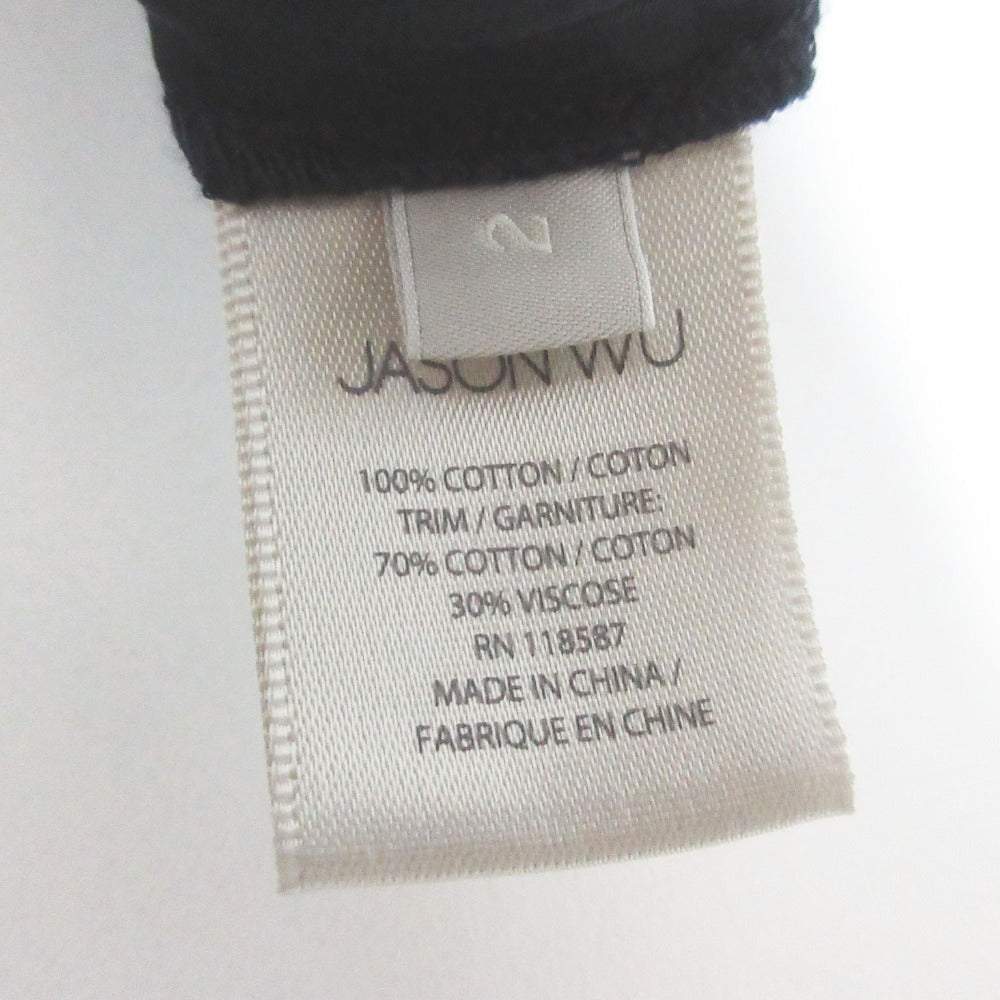 2
JASON WU
100% COTTON / COTON
TRIM / GARNITURE:
70% COTTON / COTON
30% VISCOSE
RN 118587
MADE IN CHINA /
FABRIQUE EN CHINE